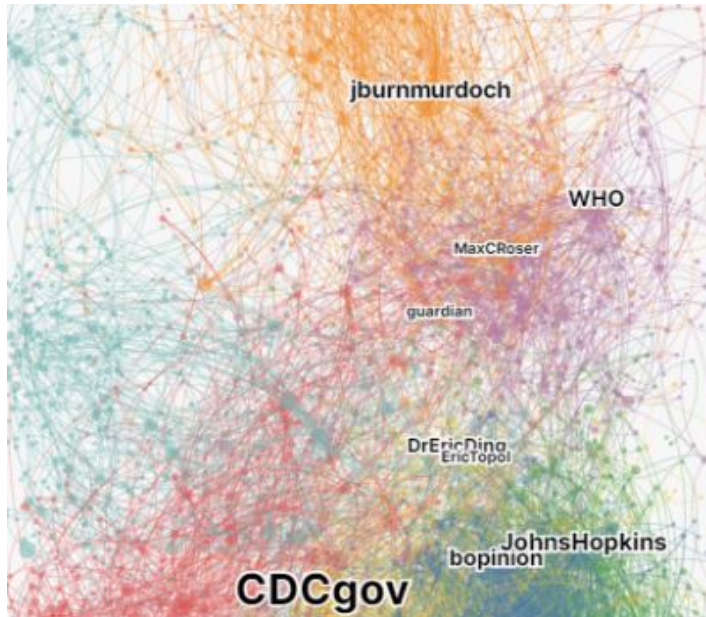 jburnmurdoch
WHO
MaxCRoser
guardian
DrEricDing
EricTopol
JohnsHopkins
bopinion
CDCgov